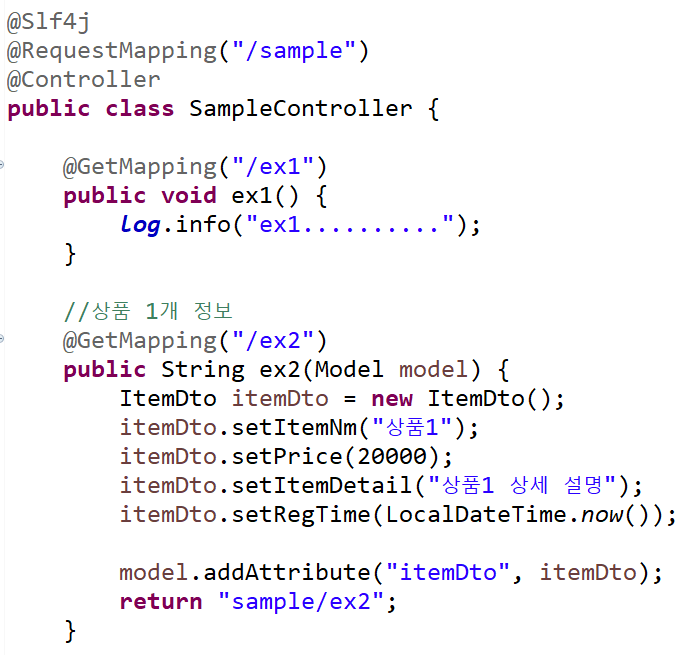 @Slf4j
@RequestMapping("/sample")
@Controller
public class SampleController {
@GetMapping("/ex1")
public void ex1() {
log.info("ex1..........");
}
//상품 1개 정보
@GetMapping("/ex2")
public String ex2(Model model) {
ItemDto itemDto = new ItemDto();
itemDto.setItemNm("상품1");
itemDto.setPrice(20000);
itemDto.setItemDetail("상품1 상세 설명");
itemDto.setRegTime(LocalDateTime.now());
model.addAttribute("itemDto", itemDto);
return "sample/ex2";
}